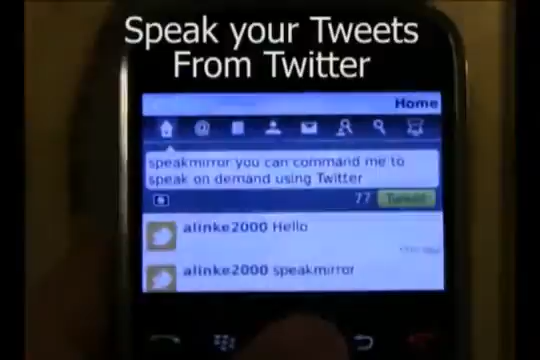 Speak your Tweets
From Twitter
Home
speakmirror you can command me to
speak on demand using Twitter
77 Tweet
alinke2000 Hello
alinke2000 speakmirror